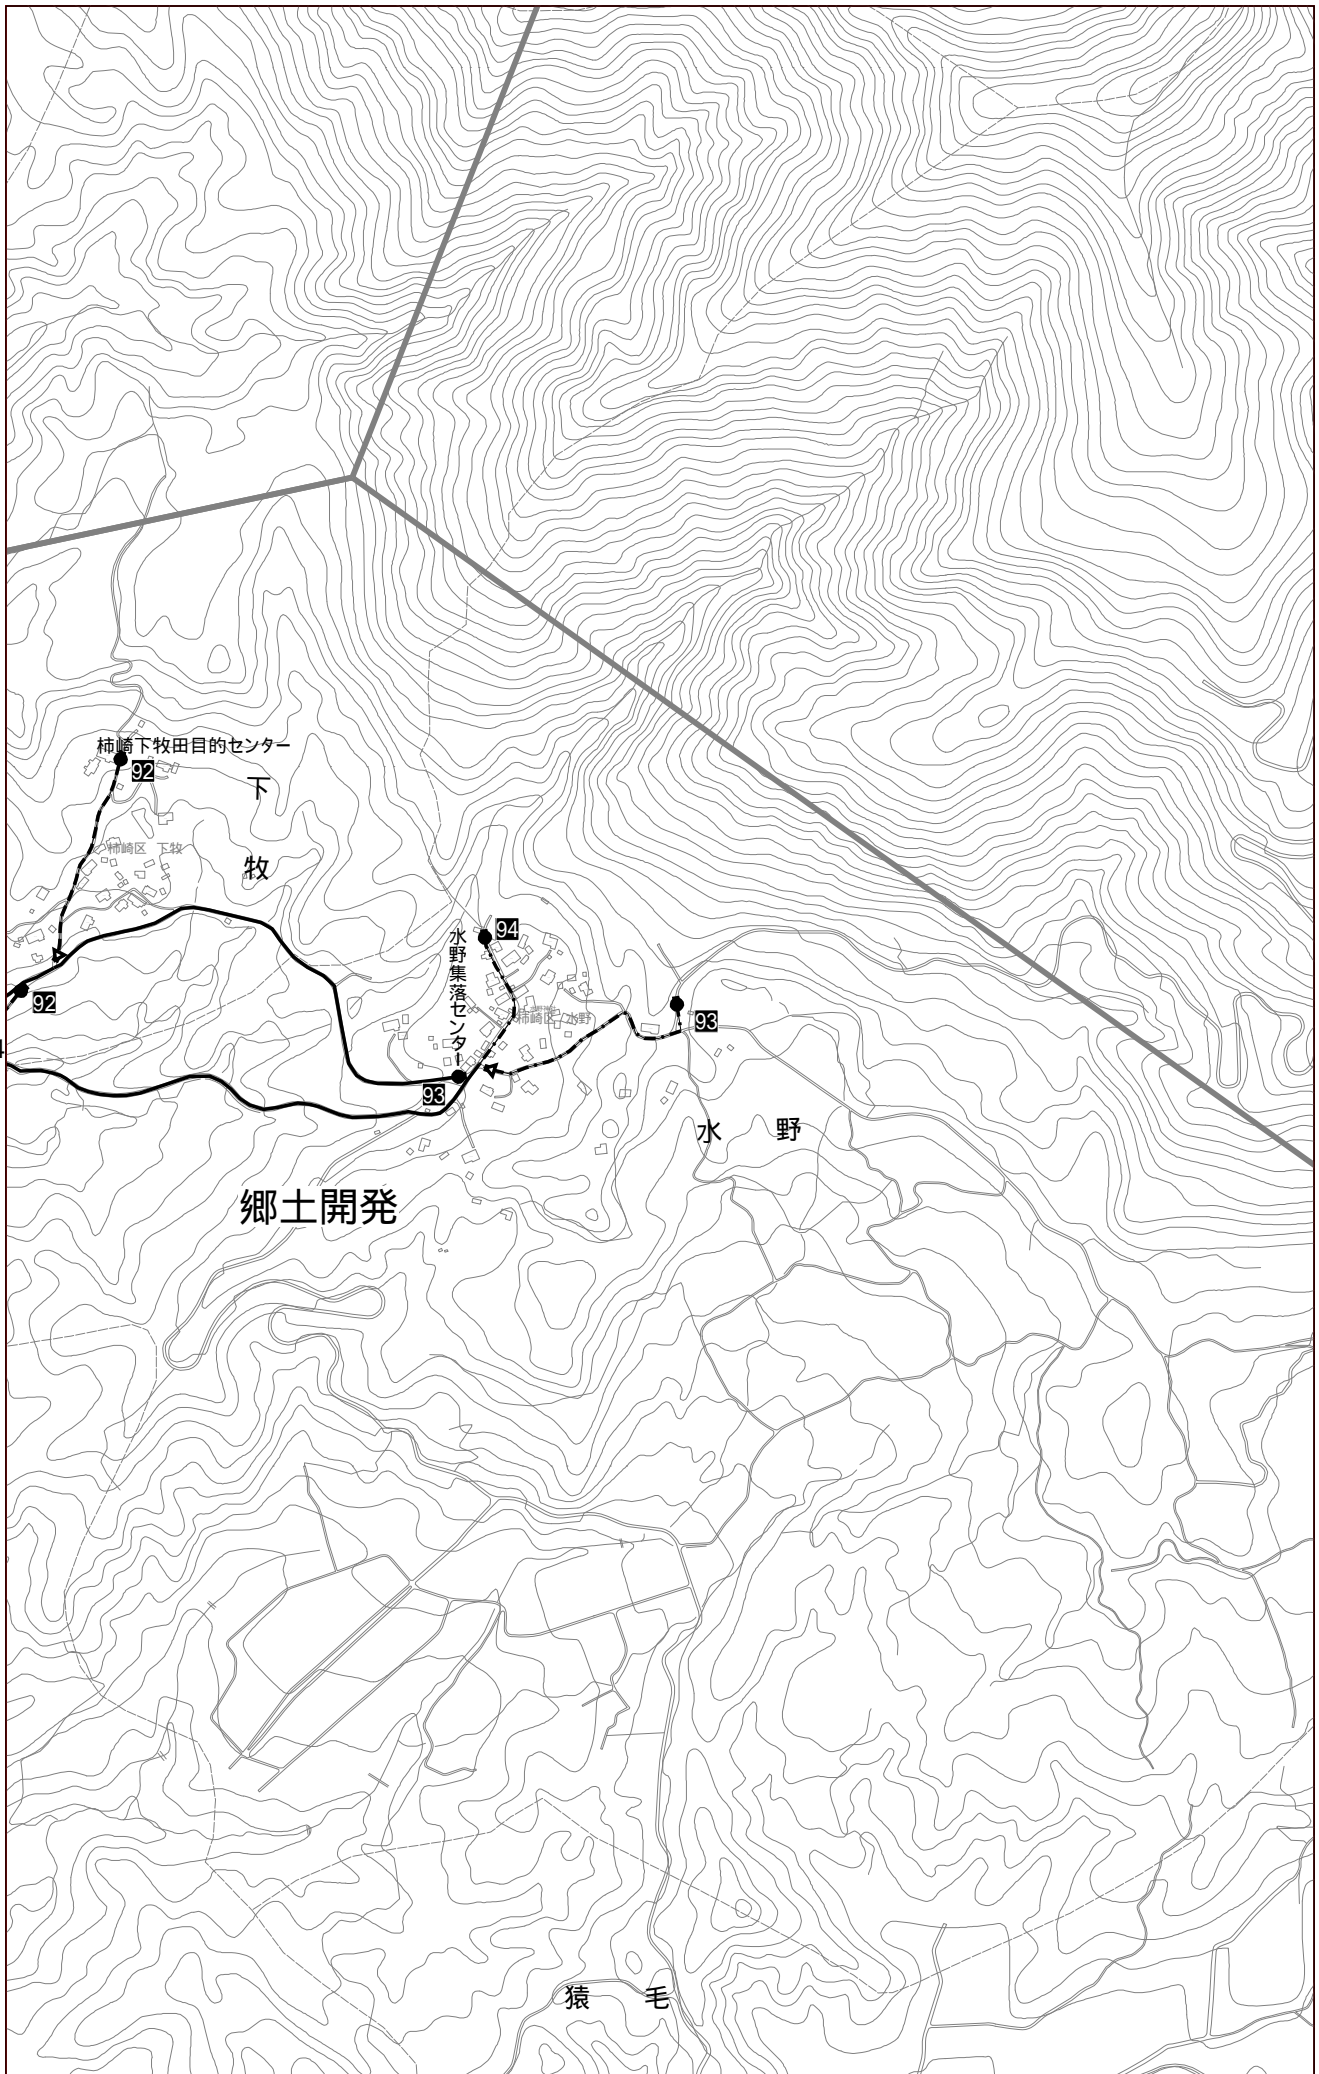 柿崎下牧田目的センター
92
下
牧
柿崎区 下牧
94
水野集落センター
92
柿崎区 水野
93
4
93
水 野
郷土開発
猿 毛